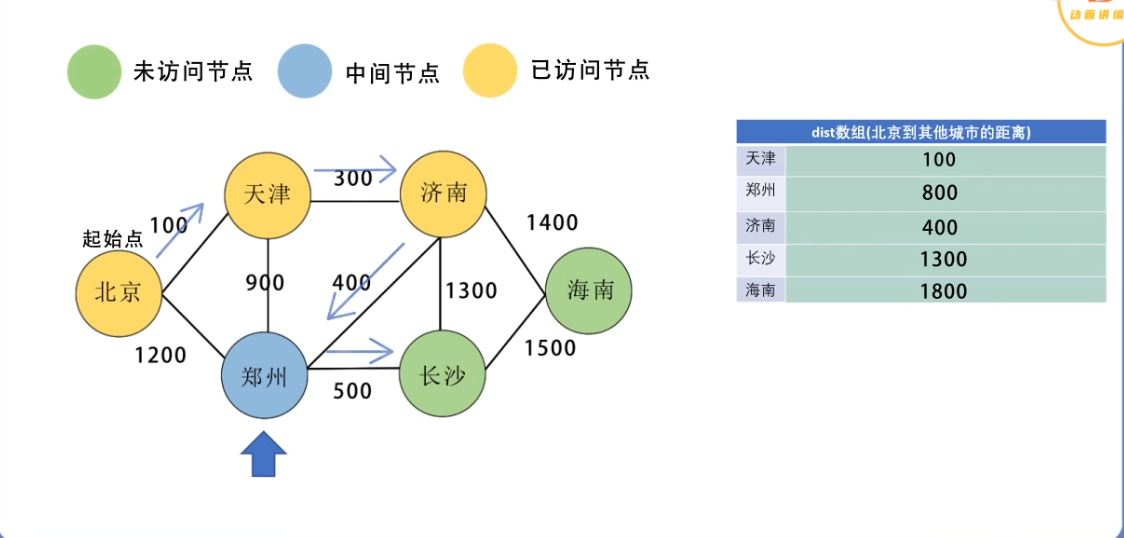 动画讲编
未访问节点 中间节点 已访问节点
dist数组(北京到其他城市的距离)
天津 100
郑州 800
济南 400
长沙 1300
海南 1800
天津
300
济南
100
起始点
1400
北京
900
400
1300
海南
1200
1500
郑州
500
长沙